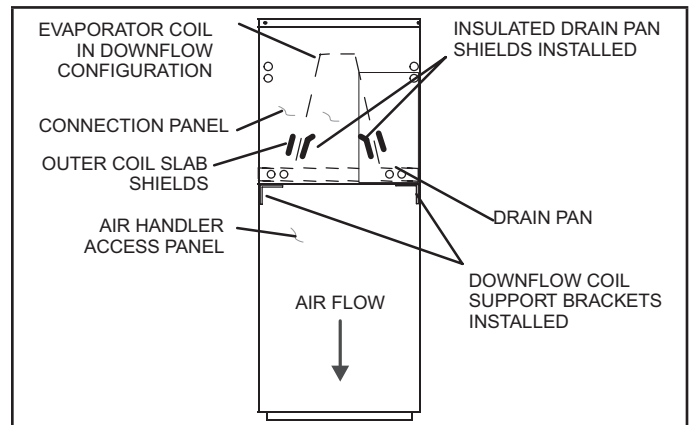 EVAPORATOR COIL
IN DOWNFLOW
CONFIGURATION
INSULATED DRAIN PAN
SHIELDS INSTALLED
CONNECTION PANEL
OUTER COIL SLAB
SHIELDS
AIR HANDLER
ACCESS PANEL
DRAIN PAN
DOWNFLOW COIL
SUPPORT BRACKETS
INSTALLED
AIR FLOW